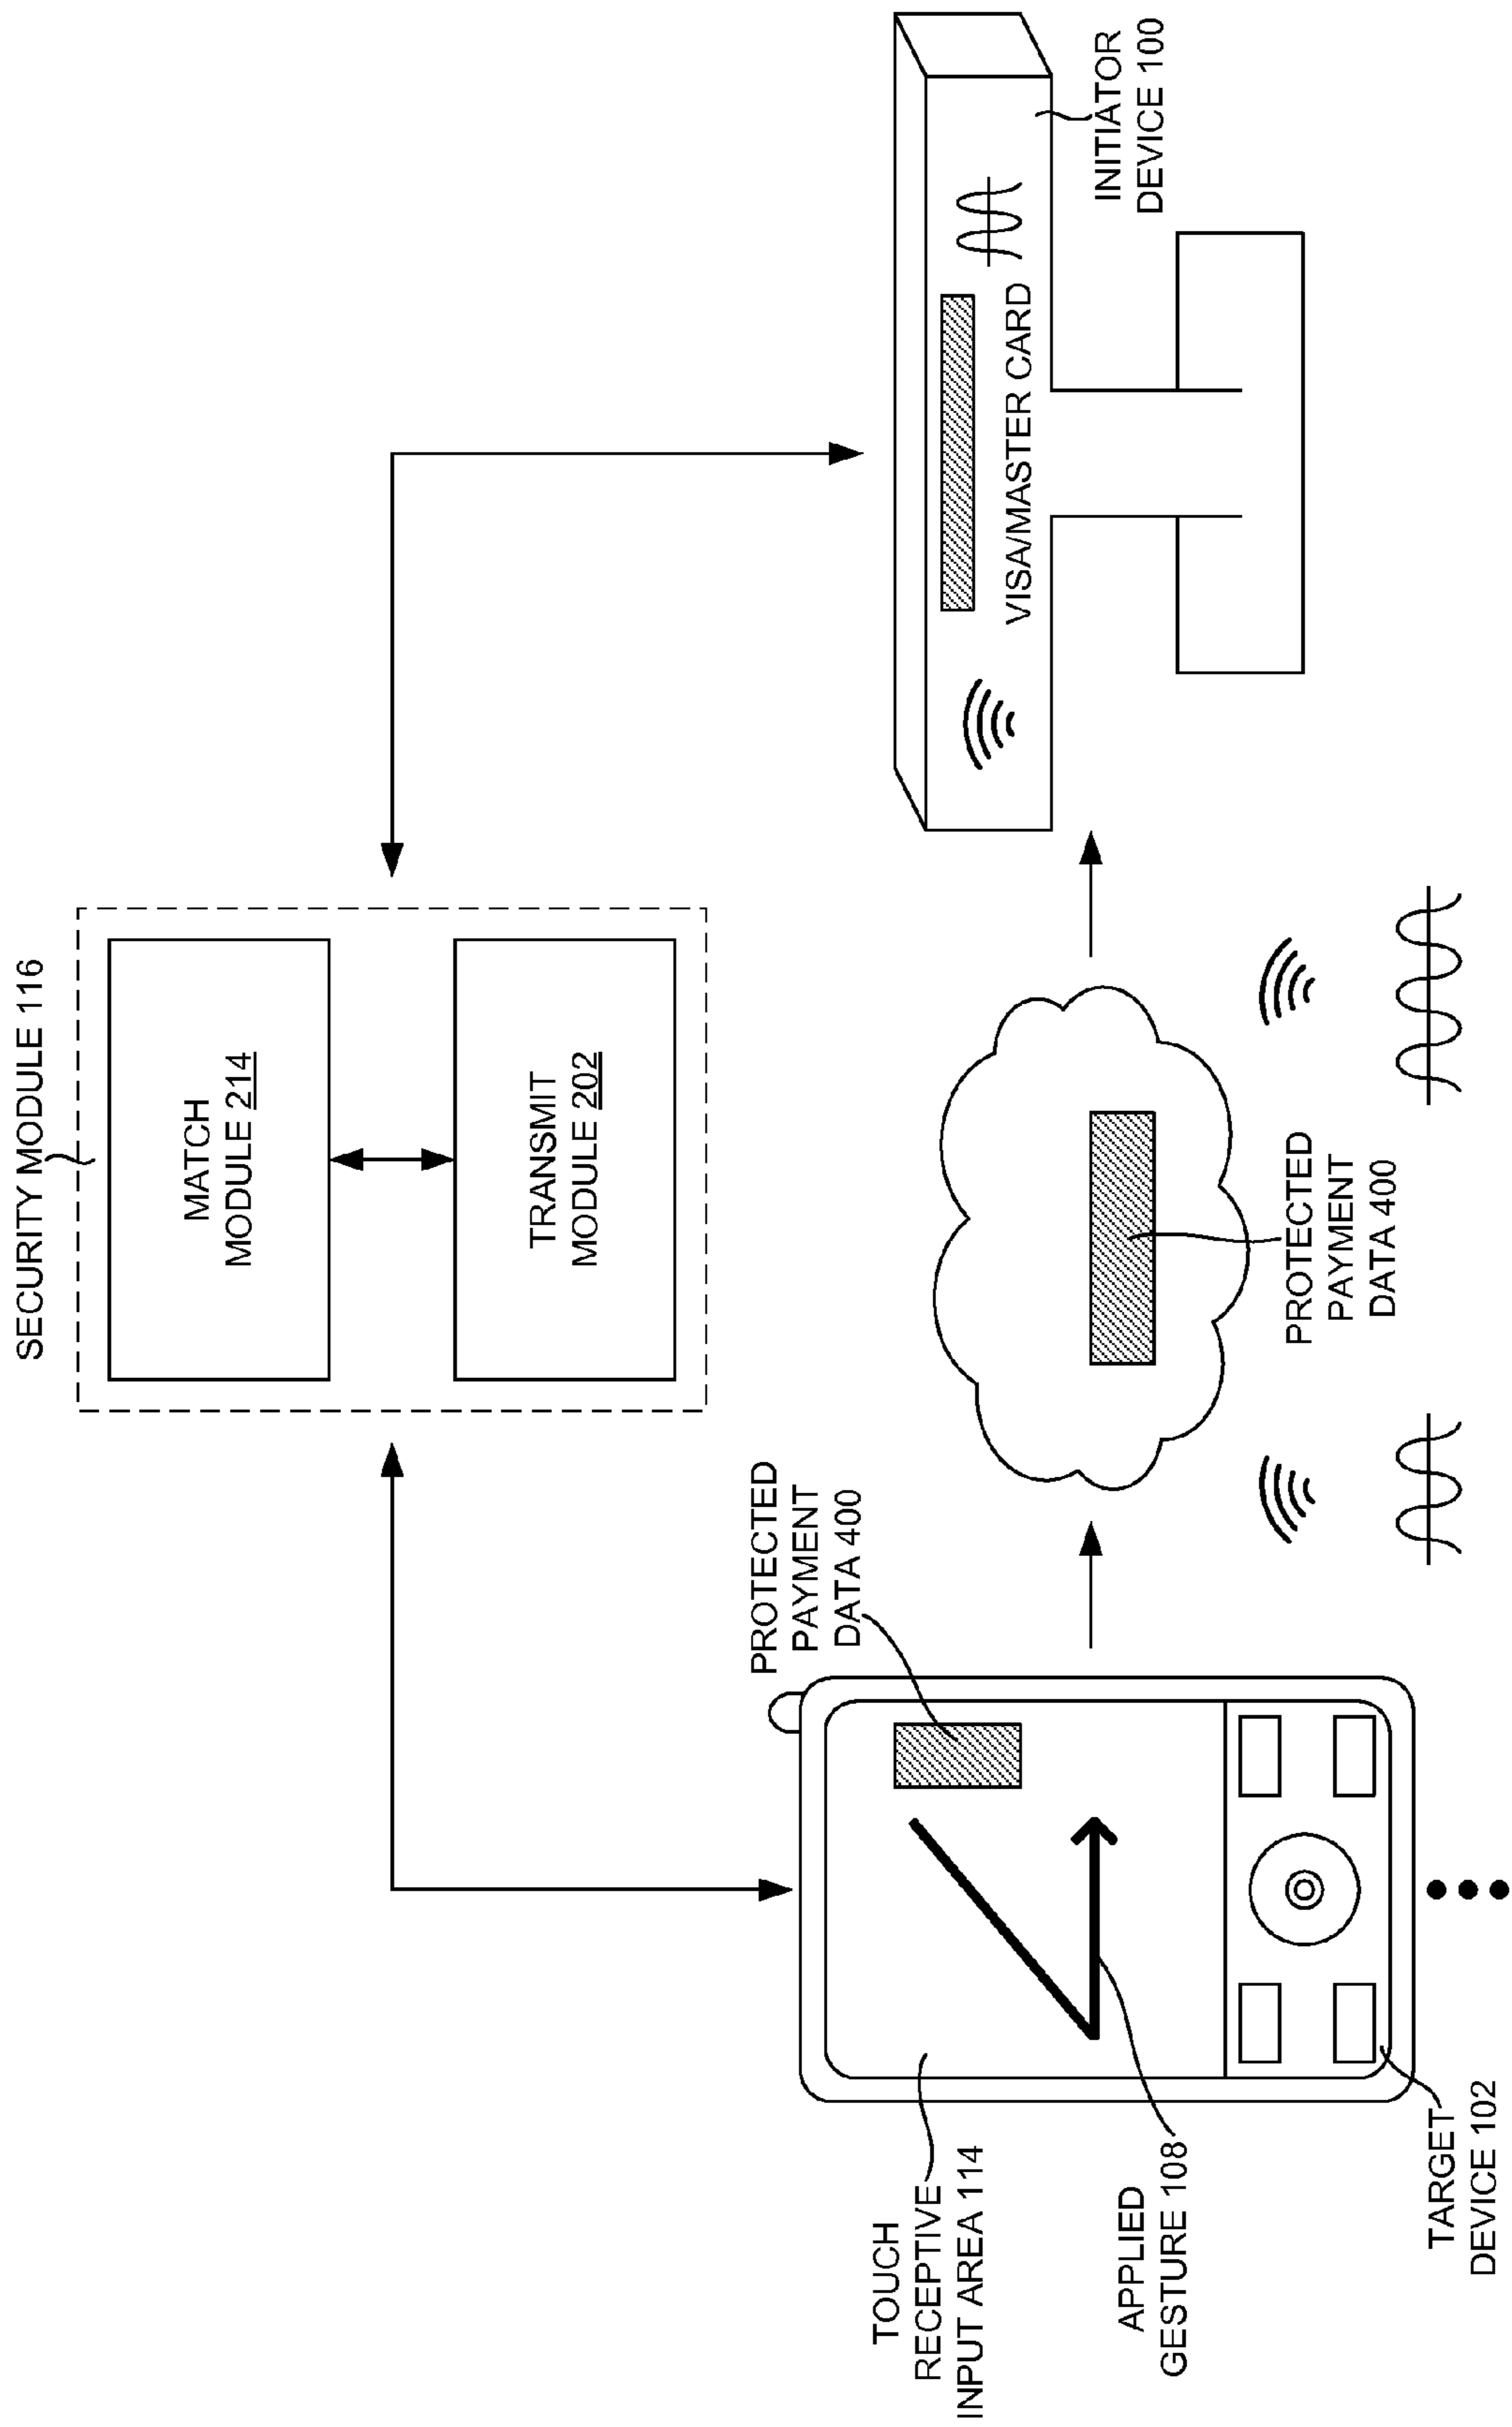 SECURITY MODULE 116
MATCH
MODULE 214
TRANSMIT
MODULE 202
PROTECTED
PAYMENT
DATA 400
TOUCH
RECEPTIVE
INPUT AREA 114
APPLIED
GESTURE 108
TARGET
DEVICE 102
PROTECTED
PAYMENT
DATA 400
VISA/MASTER CARD
INITIATOR
DEVICE 100